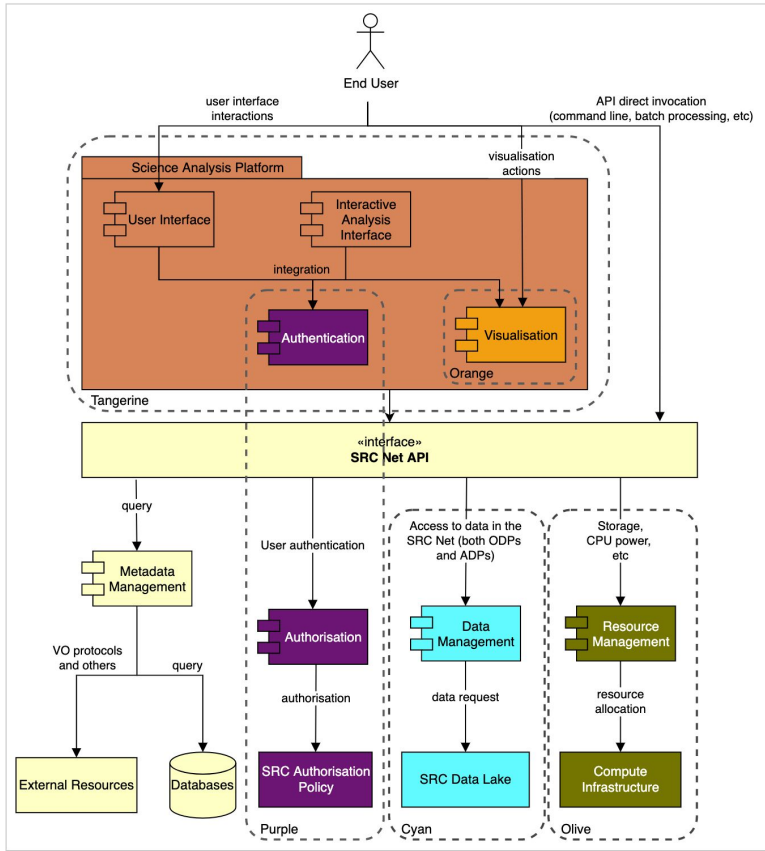 End User
user interface
interactions
API direct invocation
(command line, batch processing, etc)
visualisation
actions
Science Analysis Platform
User Interface
Interactive
Analysis
Interface
integration
Authentication
Visualisation
Orange
Tangerine
«interface»
SRC Net API
query
User authentication
Access to data in the
SRC Net (both ODPs
and ADPs)
Storage,
CPU power,
etc
Metadata
Management
Authorisation
Data
Management
Resource
Management
VO protocols
and others
query
authorisation
data request
resource
allocation
External Resources
Databases
SRC Authorisation
Policy
SRC Data Lake
Compute
Infrastructure
Purple
Cyan
Olive